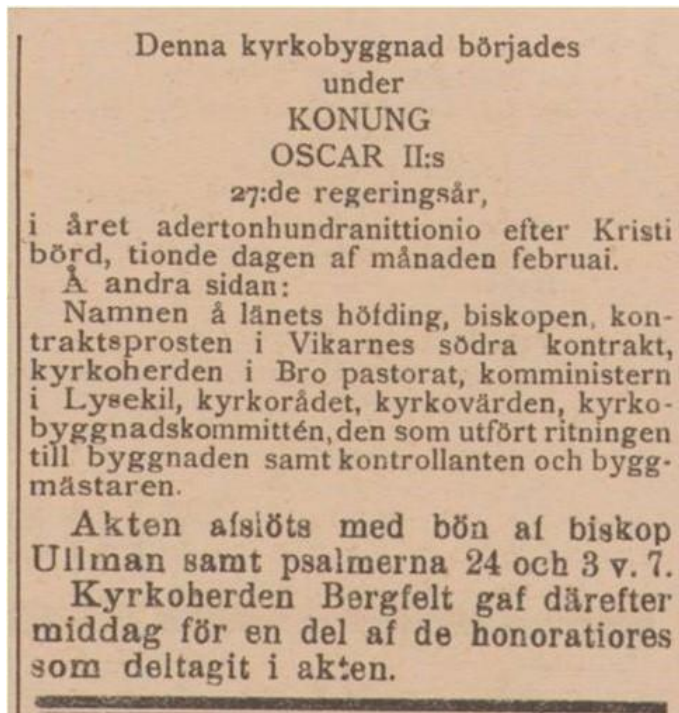 Denna kyrkobyggnad börjades
under
KONUNG
OSCAR II:s
27:de regeringsår,
i året adertonhundranittionio efter Kristi
börd, tionde dagen af månaden februai.
Å andra sidan:
Namnen å länets höfding, biskopen, kon-
traktsprosten i Vikarnes södra kontrakt,
kyrkoherden i Bro pastorat, komministern
i Lysekil, kyrkorådet, kyrkovärden, kyrko-
byggnadskommittén, den som utfört ritningen
till byggnaden samt kontrollanten och bygg-
mästaren.
Akten afslöts med bön af biskop
Ullman samt psalmerna 24 och 3 v. 7.
Kyrkoherden Bergfelt gaf därefter
middag för en del af de honoratiores
som deltagit i akten.